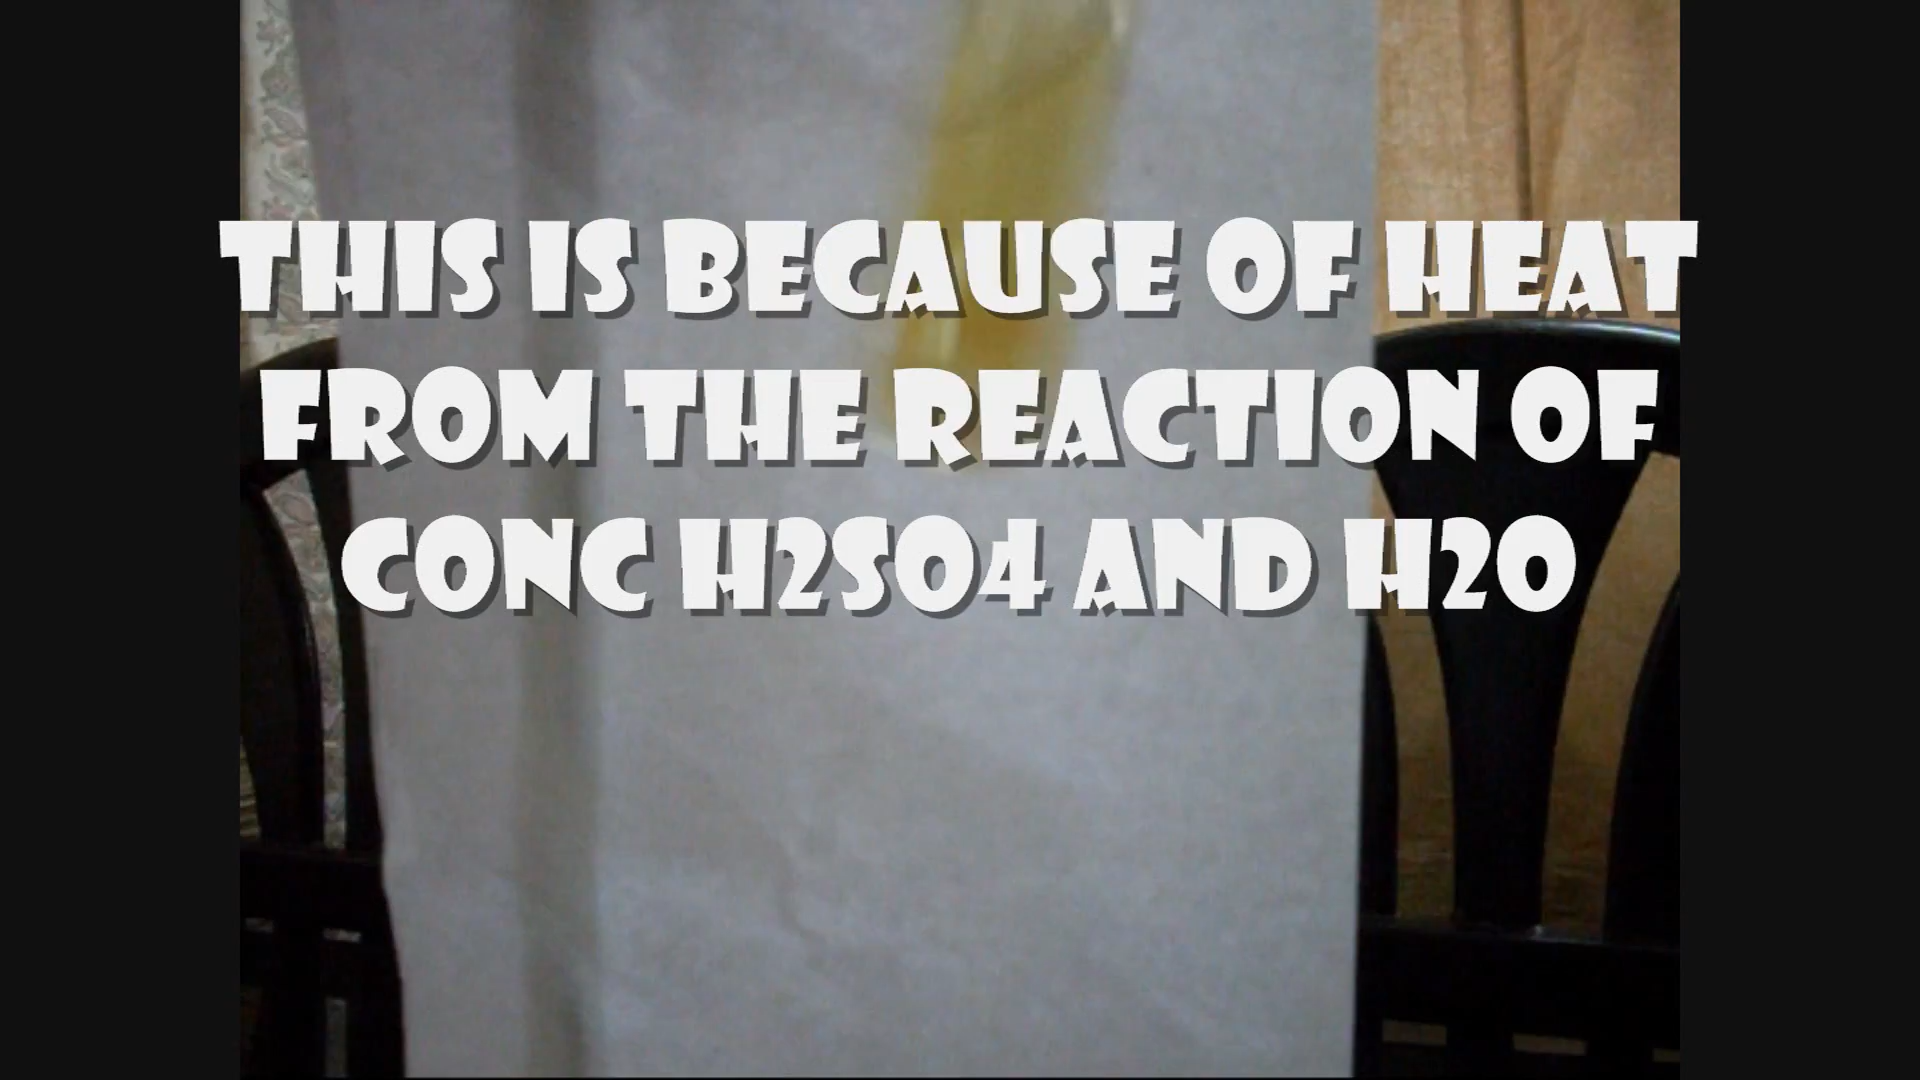 THIS IS BECAUSE OF HEAT
FROM THE REACTION OF
CONC H2SO4 AND H2O